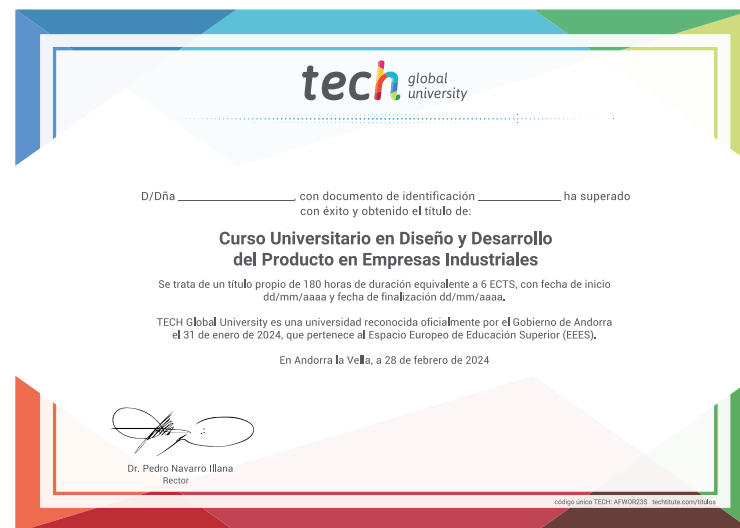 tech global university
D/Dña ______________, con documento de identificación ______________ ha superado
con éxito y obtenido el título de:
Curso Universitario en Diseño y Desarrollo
del Producto en Empresas Industriales
Se trata de un título propio de 180 horas de duración equivalente a 6 ECTS, con fecha de inicio
dd/mm/aaaa y fecha de finalización dd/mm/aaaa.
TECH Global University es una universidad reconocida oficialmente por el Gobierno de Andorra
el 31 de enero de 2024, que pertenece al Espacio Europeo de Educación Superior (EEES).
En Andorra la Vella, a 28 de febrero de 2024
Dr. Pedro Navarro Illana
Rector
código único TECH: AFWOR23S techtitute.com/títulos